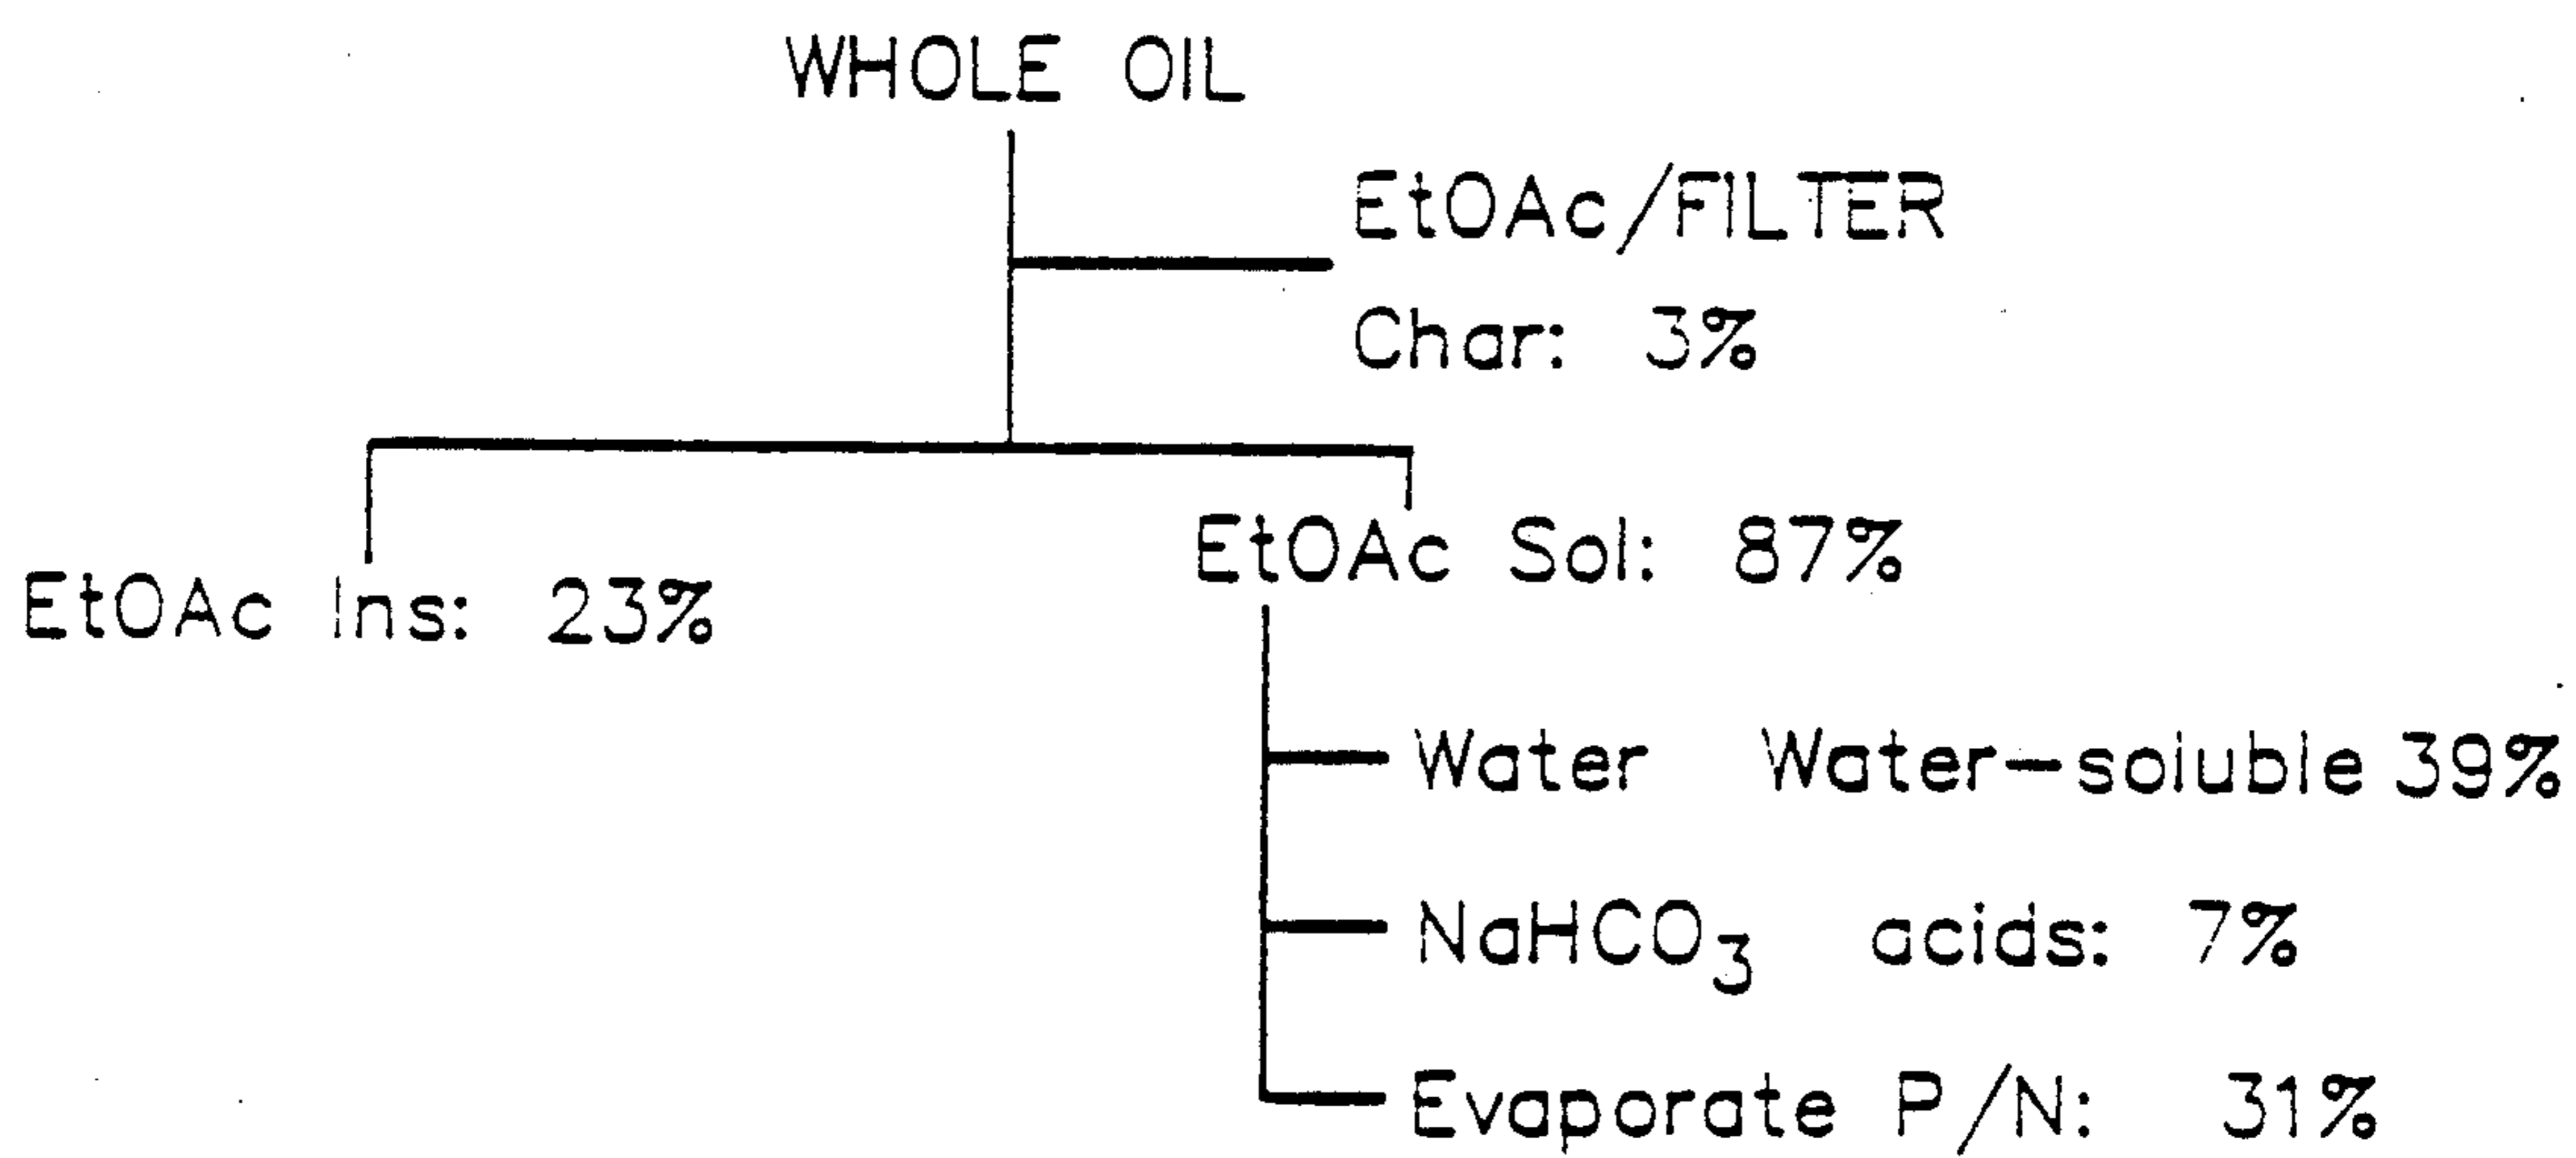 WHOLE OIL
EtOAc/FILTER
Char: 3%
EtOAc Sol: 87%
EtOAc Ins: 23%
Water Water-soluble 39%
NaHCO₃ acids: 7%
Evaporate P/N: 31%